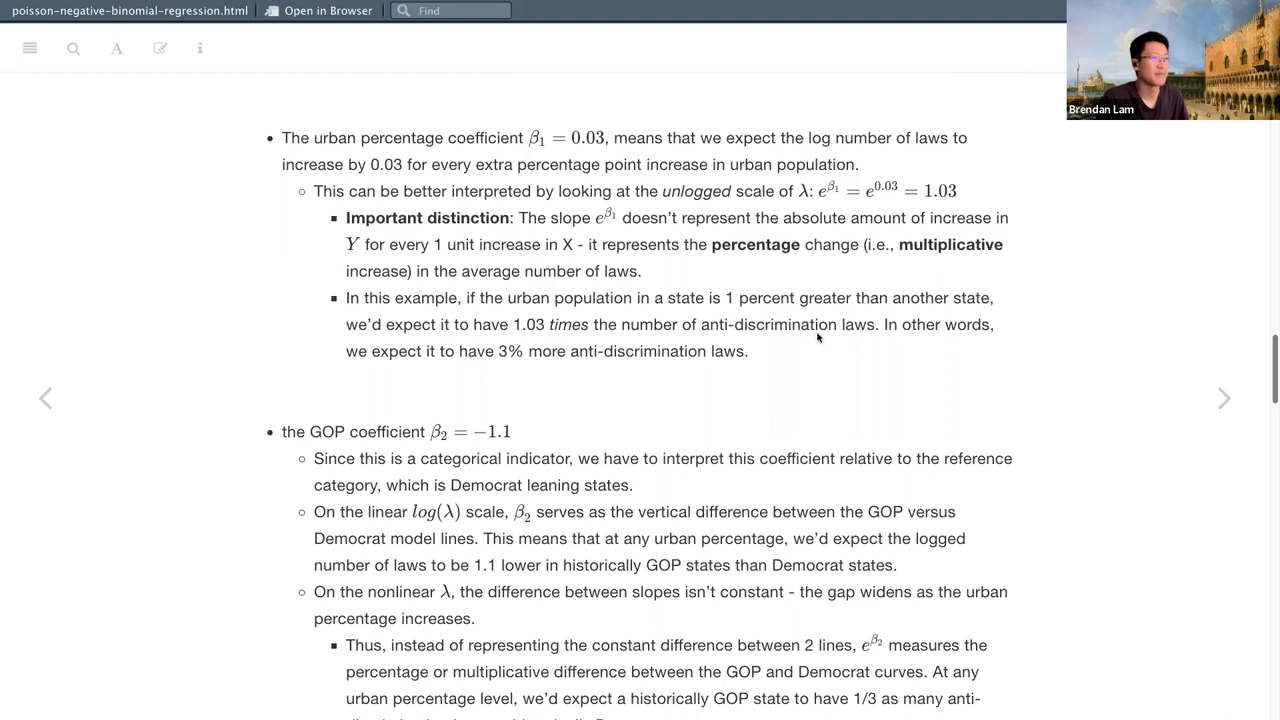 poisson-negative-binomial-regression.html Open in Browser Find
Brendan Lam
• The urban percentage coefficient β₁ = 0.03, means that we expect the log number of laws to
increase by 0.03 for every extra percentage point increase in urban population.
○ This can be better interpreted by looking at the unlogged scale of λ: e^β₁ = e^0.03 = 1.03
▪ Important distinction: The slope e^β₁ doesn’t represent the absolute amount of increase in
Y for every 1 unit increase in X - it represents the percentage change (i.e., multiplicative
increase) in the average number of laws.
▪ In this example, if the urban population in a state is 1 percent greater than another state,
we’d expect it to have 1.03 times the number of anti-discrimination laws. In other words,
we expect it to have 3% more anti-discrimination laws.
• the GOP coefficient β₂ = −1.1
○ Since this is a categorical indicator, we have to interpret this coefficient relative to the reference
category, which is Democrat leaning states.
○ On the linear log(λ) scale, β₂ serves as the vertical difference between the GOP versus
Democrat model lines. This means that at any urban percentage, we’d expect the logged
number of laws to be 1.1 lower in historically GOP states than Democrat states.
○ On the nonlinear λ, the difference between slopes isn’t constant - the gap widens as the urban
percentage increases.
▪ Thus, instead of representing the constant difference between 2 lines, e^β₂ measures the
percentage or multiplicative difference between the GOP and Democrat curves. At any
urban percentage level, we’d expect a historically GOP state to have 1/3 as many anti-